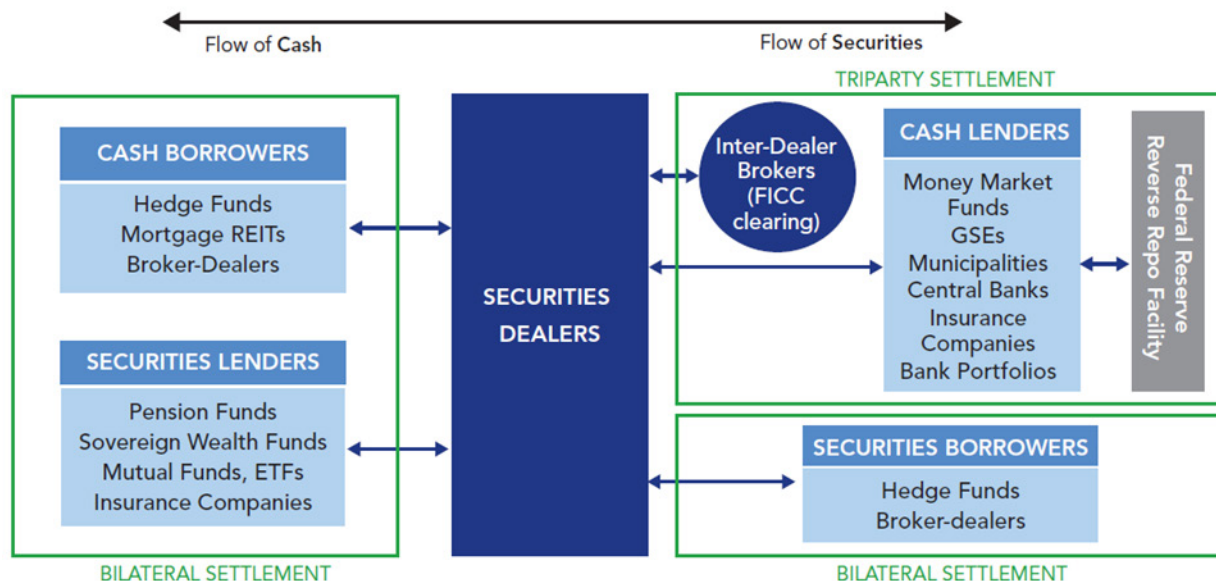 Flow of Cash
Flow of Securities
TRIPARTY SETTLEMENT
CASH BORROWERS
Hedge Funds
Mortgage REITs
Broker-Dealers
SECURITIES LENDERS
Pension Funds
Sovereign Wealth Funds
Mutual Funds, ETFs
Insurance Companies
BILATERAL SETTLEMENT
SECURITIES
DEALERS
Inter-Dealer
Brokers
(FICC
clearing)
CASH LENDERS
Money Market
Funds
GSEs
Municipalities
Central Banks
Insurance
Companies
Bank Portfolios
Federal Reserve
Reverse Repo Facility
SECURITIES BORROWERS
Hedge Funds
Broker-dealers
BILATERAL SETTLEMENT